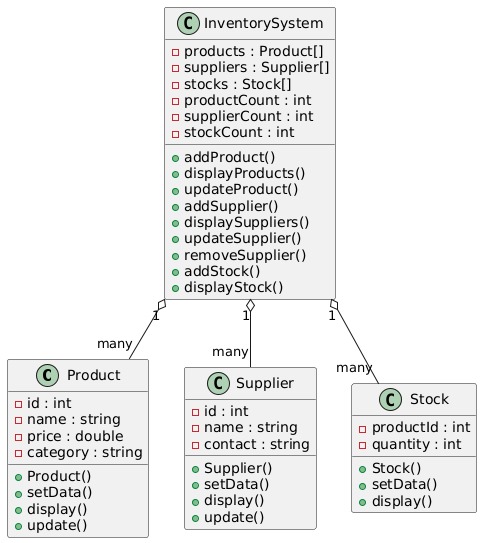 C InventorySystem
products : Product[]
suppliers : Supplier[]
stocks : Stock[]
productCount : int
supplierCount : int
stockCount : int
addProduct()
displayProducts()
updateProduct()
addSupplier()
displaySuppliers()
updateSupplier()
removeSupplier()
addStock()
displayStock()
1 1 1
many many many
C Product
id : int
name : string
price : double
category : string
Product()
setData()
display()
update()
C Supplier
id : int
name : string
contact : string
Supplier()
setData()
display()
update()
C Stock
productId : int
quantity : int
Stock()
setData()
display()